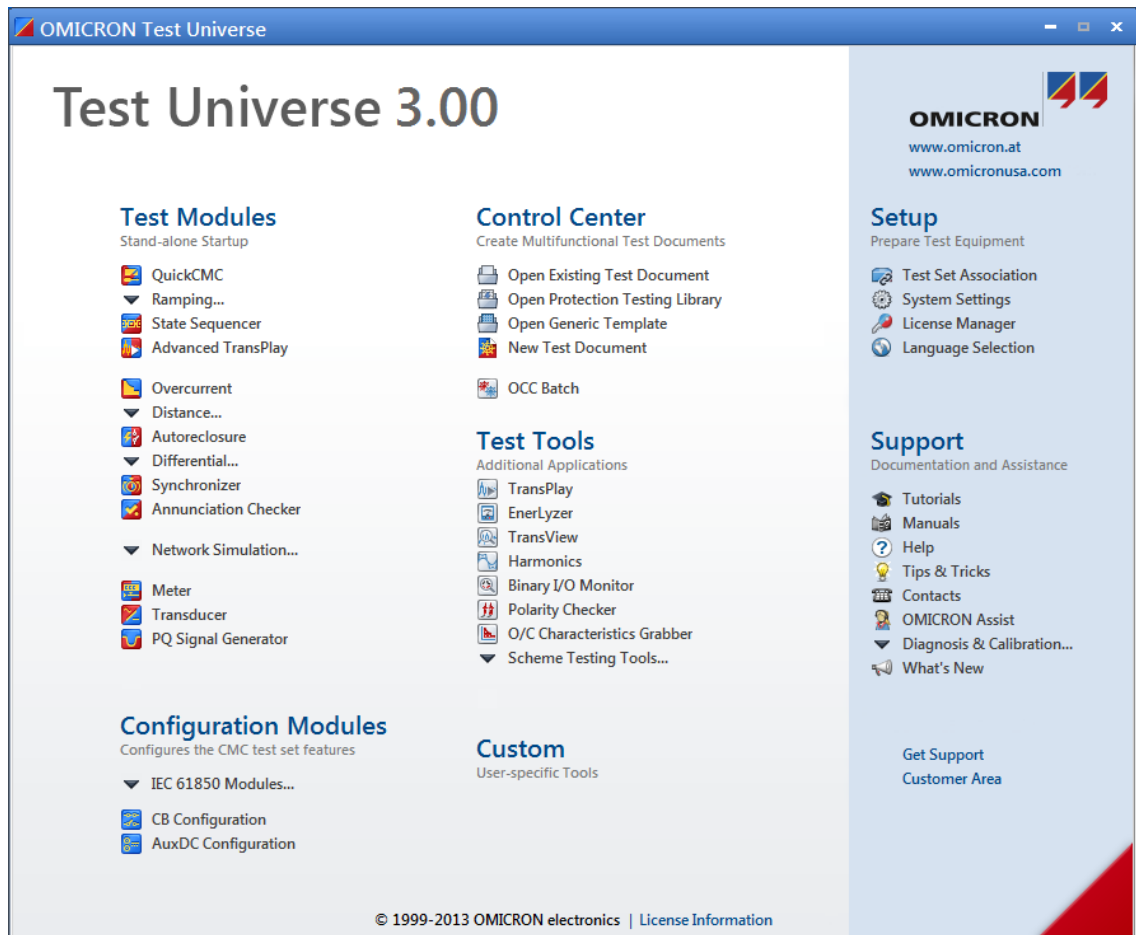 OMICRON Test Universe
Test Universe 3.00
OMICRON
www.omicron.at
www.omicronusa.com
Test Modules
Stand-alone Startup
QuickCMC
Ramping...
State Sequencer
Advanced TransPlay
Overcurrent
Distance...
Autoreclosure
Differential...
Synchronizer
Annunciation Checker
Network Simulation...
Meter
Transducer
PQ Signal Generator
Configuration Modules
Configures the CMC test set features
IEC 61850 Modules...
CB Configuration
AuxDC Configuration
Control Center
Create Multifunctional Test Documents
Open Existing Test Document
Open Protection Testing Library
Open Generic Template
New Test Document
OCC Batch
Test Tools
Additional Applications
TransPlay
EnerLyzer
TransView
Harmonics
Binary I/O Monitor
Polarity Checker
O/C Characteristics Grabber
Scheme Testing Tools...
Custom
User-specific Tools
Setup
Prepare Test Equipment
Test Set Association
System Settings
License Manager
Language Selection
Support
Documentation and Assistance
Tutorials
Manuals
Help
Tips & Tricks
Contacts
OMICRON Assist
Diagnosis & Calibration...
What's New
Get Support
Customer Area
© 1999-2013 OMICRON electronics | License Information